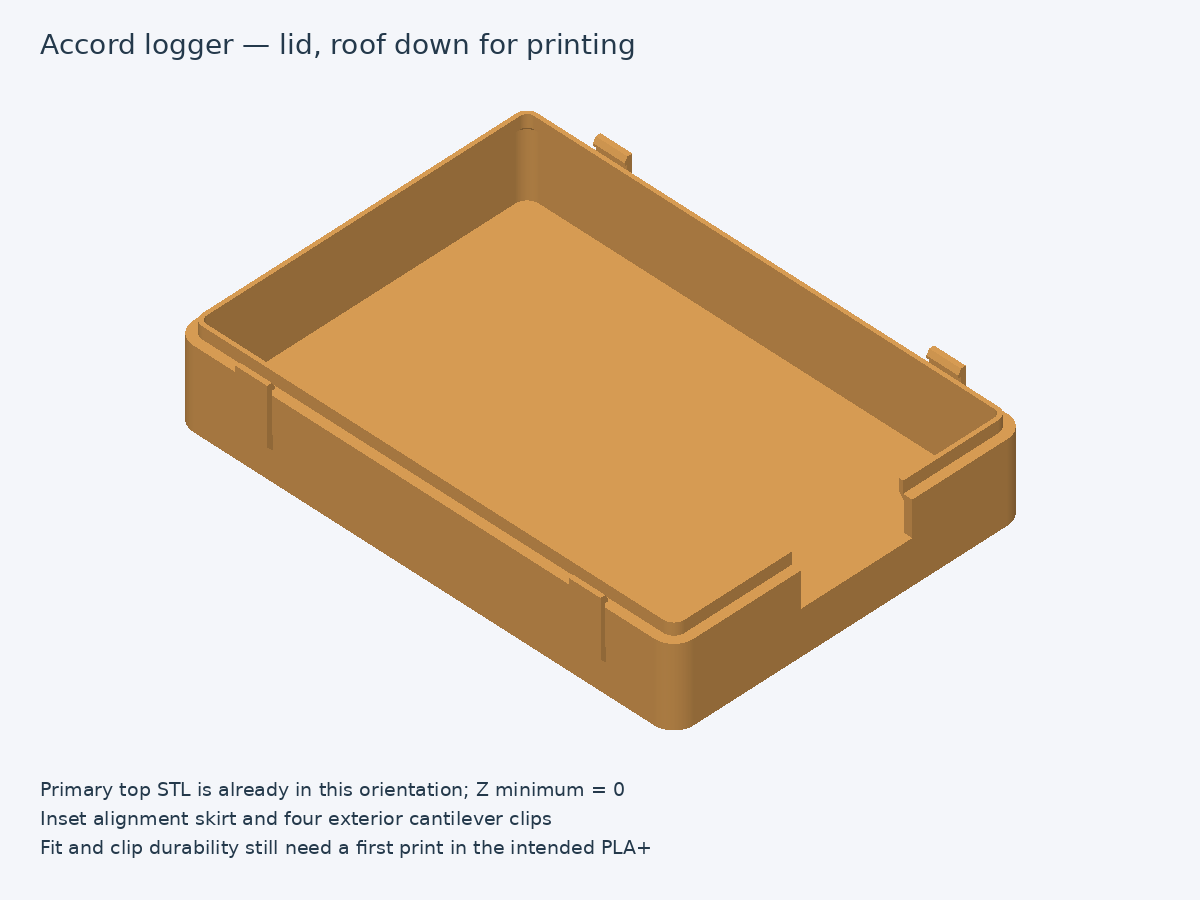 Accord logger — lid, roof down for printing
Primary top STL is already in this orientation; Z minimum = 0
Inset alignment skirt and four exterior cantilever clips
Fit and clip durability still need a first print in the intended PLA+